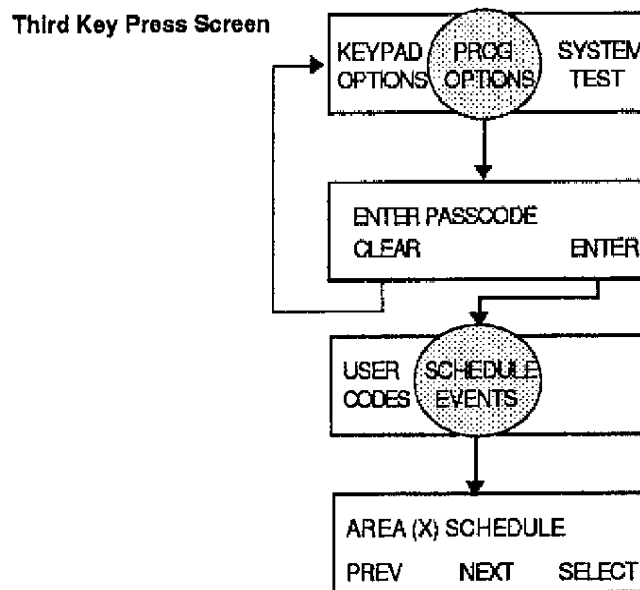 Third Key Press Screen
KEYPAD PROG SYSTEM
OPTIONS OPTIONS TEST
ENTER PASSCODE
CLEAR ENTER
USER SCHEDULE
CODES EVENTS
AREA (X) SCHEDULE
PREV NEXT SELECT